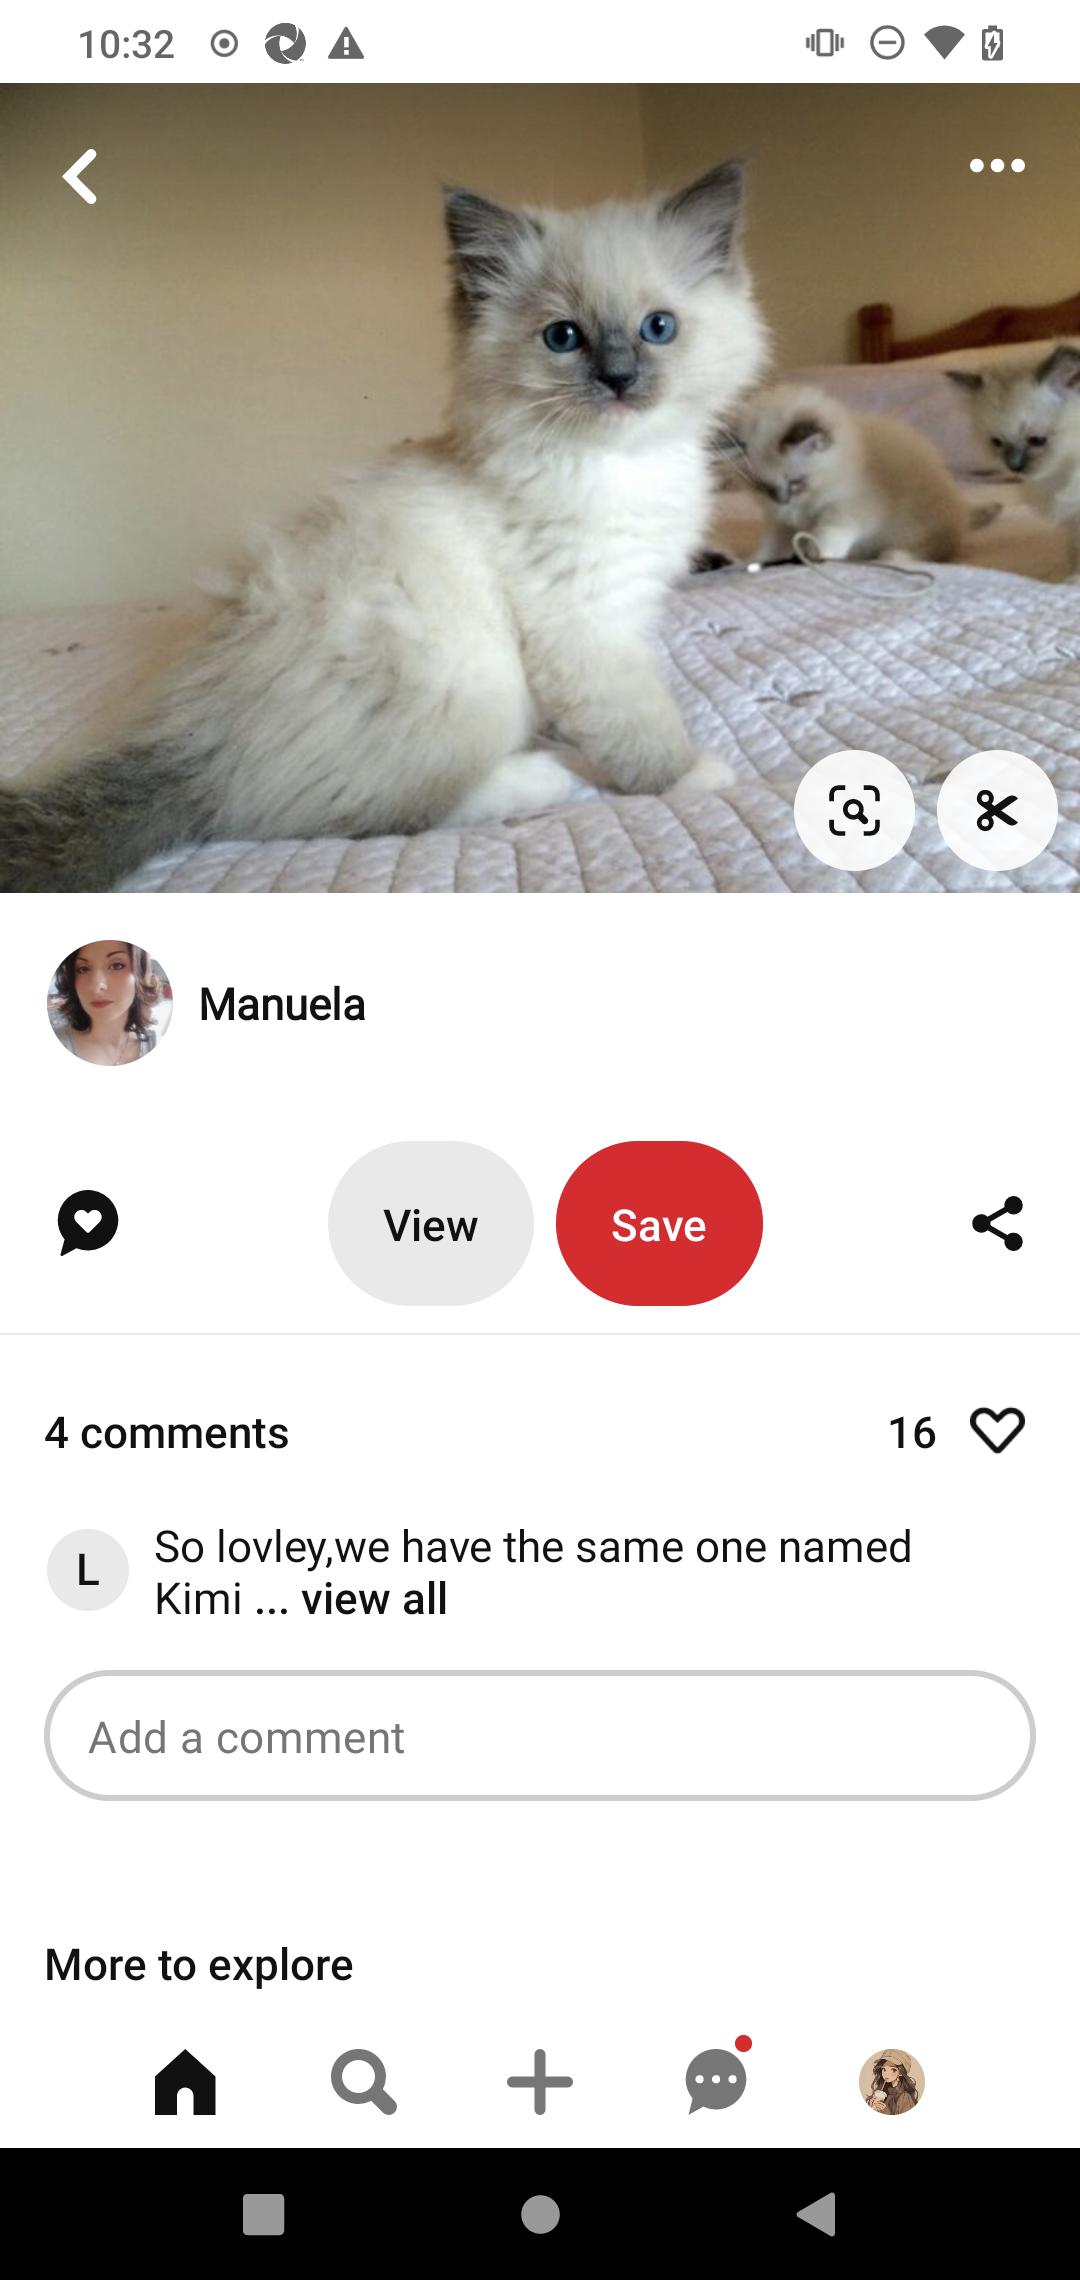 10:32
Manuela
View
Save
4 comments
16
L
So lovley,we have the same one named
Kimi ... view all
Add a comment
More to explore